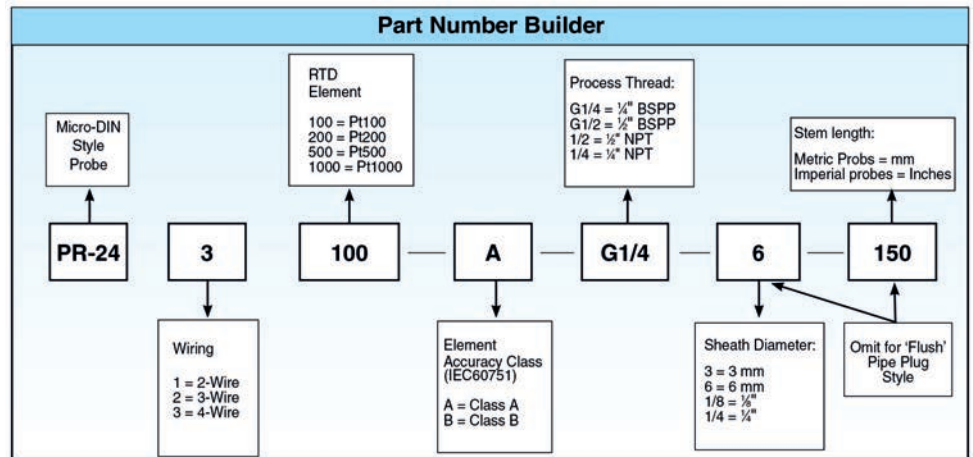 Part Number Builder
Micro-DIN
Style
Probe
RTD
Element
100 = Pt100
200 = Pt200
500 = Pt500
1000 = Pt1000
Process Thread:
G1/4 = ¼" BSPP
G1/2 = ½" BSPP
1/2 = ½" NPT
1/4 = ¼" NPT
Stem length:
Metric Probs = mm
Imperial probes = Inches
PR-24 3 100 — A — G1/4 — 6 — 150
Wiring
1 = 2-Wire
2 = 3-Wire
3 = 4-Wire
Element
Accuracy Class
(IEC60751)
A = Class A
B = Class B
Sheath Diameter:
3 = 3 mm
6 = 6 mm
1/8 = ⅛"
1/4 = ¼"
Omit for 'Flush'
Pipe Plug
Style